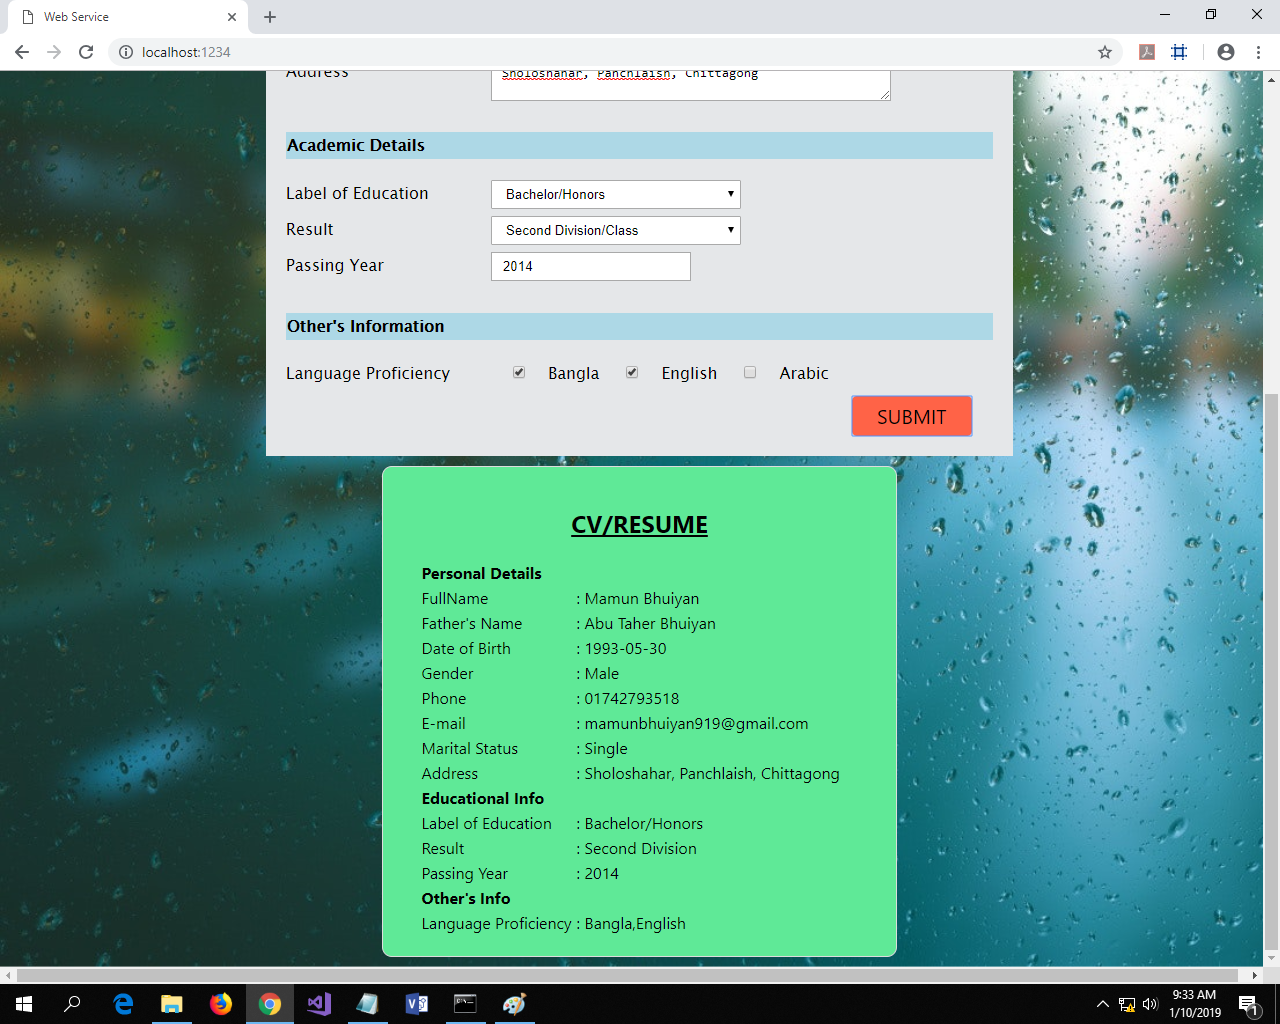 Web Service
localhost:1234
Address
Sholoshahar, Panchlaish, Chittagong
Academic Details
Label of Education
Bachelor/Honors
Result
Second Division/Class
Passing Year
2014
Other's Information
Language Proficiency
Bangla
English
Arabic
SUBMIT
CV/RESUME
Personal Details
FullName : Mamun Bhuiyan
Father's Name : Abu Taher Bhuiyan
Date of Birth : 1993-05-30
Gender : Male
Phone : 01742793518
E-mail : mamunbhuiyan919@gmail.com
Marital Status : Single
Address : Sholoshahar, Panchlaish, Chittagong
Educational Info
Label of Education : Bachelor/Honors
Result : Second Division
Passing Year : 2014
Other's Info
Language Proficiency : Bangla,English
9:33 AM
1/10/2019
1